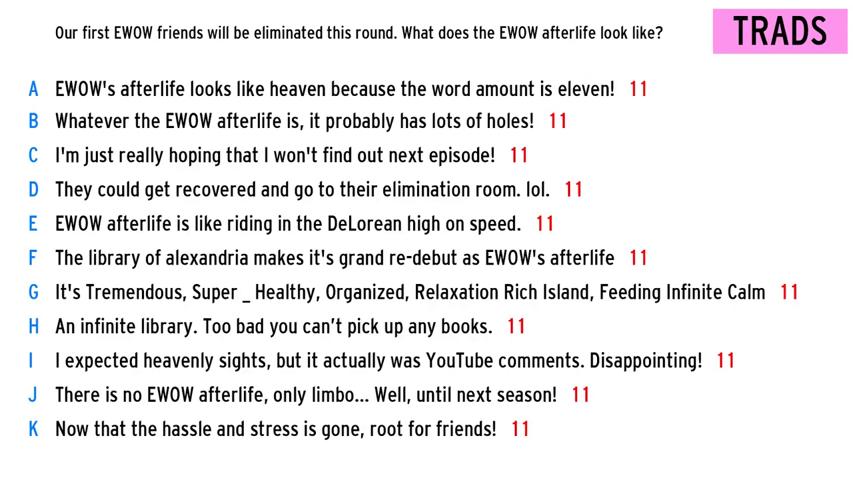 Our first EWOW friends will be eliminated this round. What does the EWOW afterlife look like?
TRADS
A EWOW's afterlife looks like heaven because the word amount is eleven! 11
B Whatever the EWOW afterlife is, it probably has lots of holes! 11
C I'm just really hoping that I won't find out next episode! 11
D They could get recovered and go to their elimination room. lol. 11
E EWOW afterlife is like riding in the DeLorean high on speed. 11
F The library of alexandria makes it's grand re-debut as EWOW's afterlife 11
G It's Tremendous, Super _ Healthy, Organized, Relaxation Rich Island, Feeding Infinite Calm 11
H An infinite library. Too bad you can’t pick up any books. 11
I I expected heavenly sights, but it actually was YouTube comments. Disappointing! 11
J There is no EWOW afterlife, only limbo... Well, until next season! 11
K Now that the hassle and stress is gone, root for friends! 11